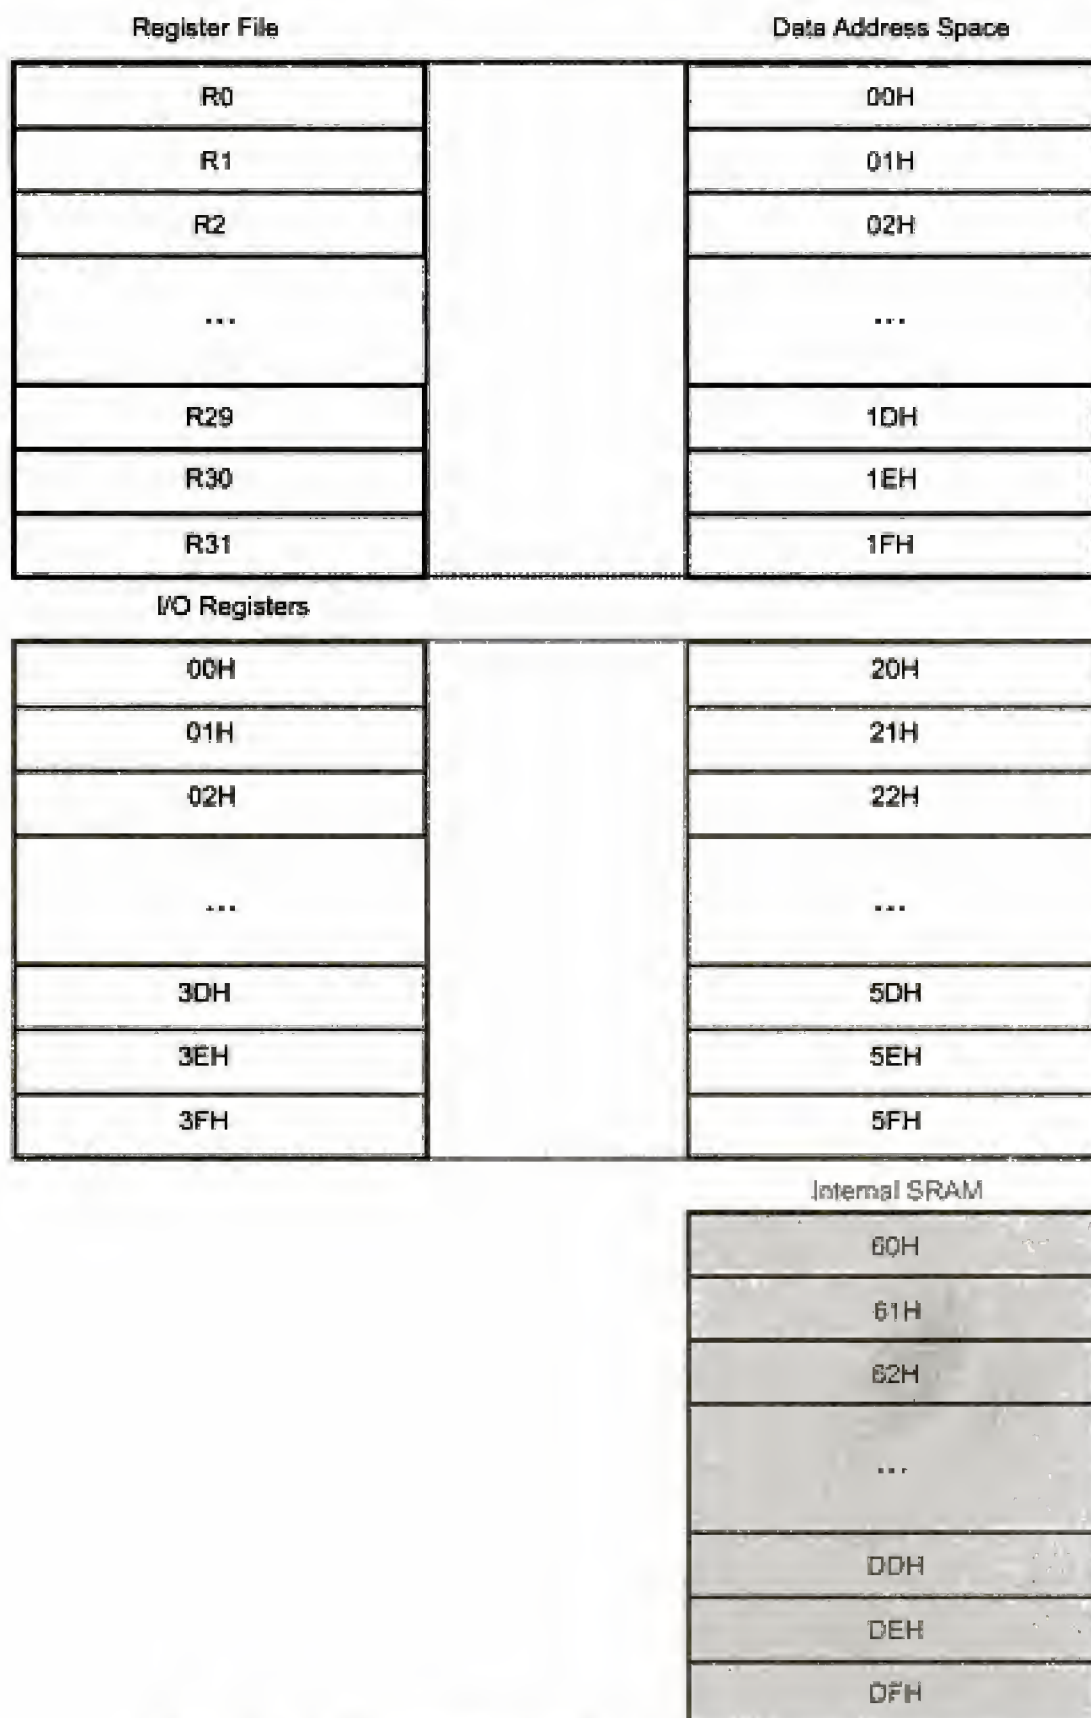 Register File
Data Address Space
R0
00H
R1
01H
R2
02H
...
...
R29
1DH
R30
1EH
R31
1FH
I/O Registers
00H
20H
01H
21H
02H
22H
...
...
3DH
5DH
3EH
5EH
3FH
5FH
Internal SRAM
60H
61H
62H
...
DDH
DEH
DFH